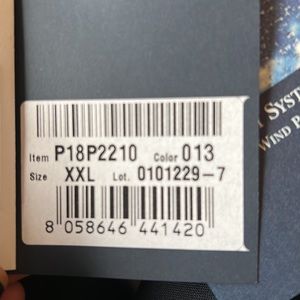 SYST
WIND P
Item P18P2210 Color 013
Size XXL Lot. 0101229-7
8 058646 441420